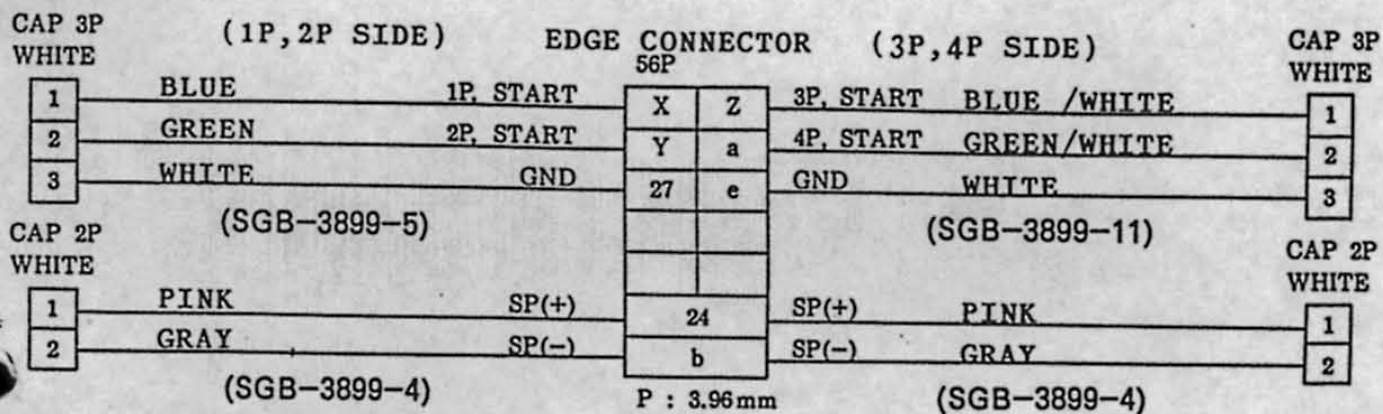 CAP 3P
WHITE
(1P,2P SIDE)
EDGE CONNECTOR
56P
(3P,4P SIDE)
CAP 3P
WHITE
1 BLUE 1P, START X Z 3P, START BLUE /WHITE 1
2 GREEN 2P, START Y a 4P, START GREEN/WHITE 2
3 WHITE GND 27 e GND WHITE 3
(SGB-3899-5) (SGB-3899-11)
CAP 2P
WHITE
CAP 2P
WHITE
1 PINK SP(+) 24 SP(+) PINK 1
2 GRAY SP(-) b SP(-) GRAY 2
(SGB-3899-4) P : 3.96mm (SGB-3899-4)